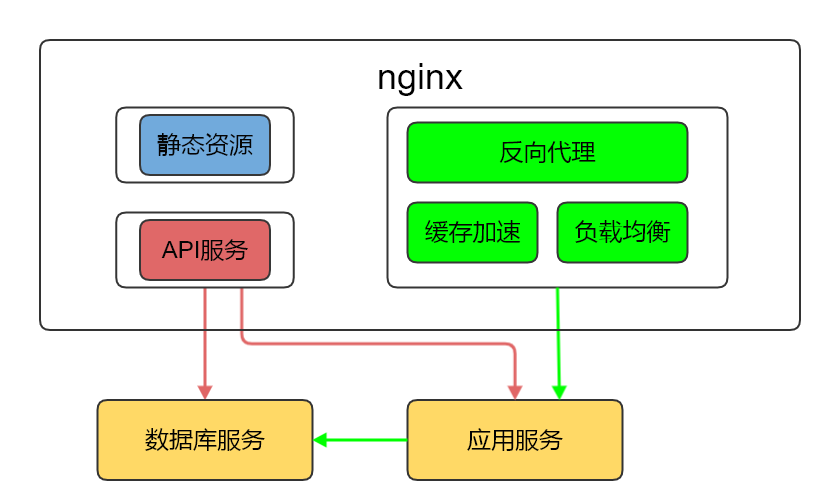 nginx
静态资源
反向代理
缓存加速
负载均衡
API服务
数据库服务
应用服务